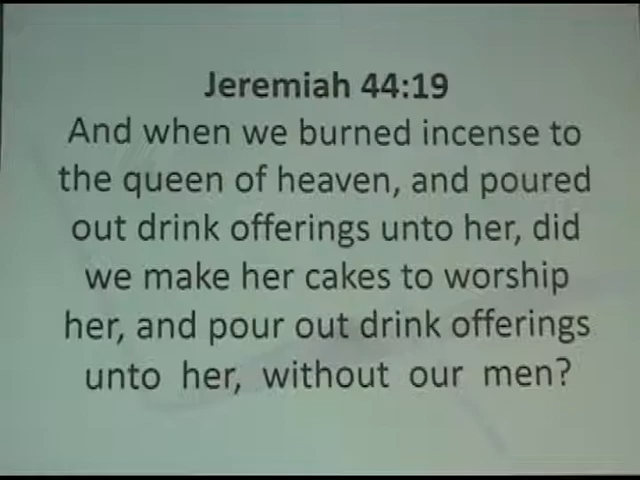 Jeremiah 44:19
And when we burned incense to
the queen of heaven, and poured
out drink offerings unto her, did
we make her cakes to worship
her, and pour out drink offerings
unto her, without our men?